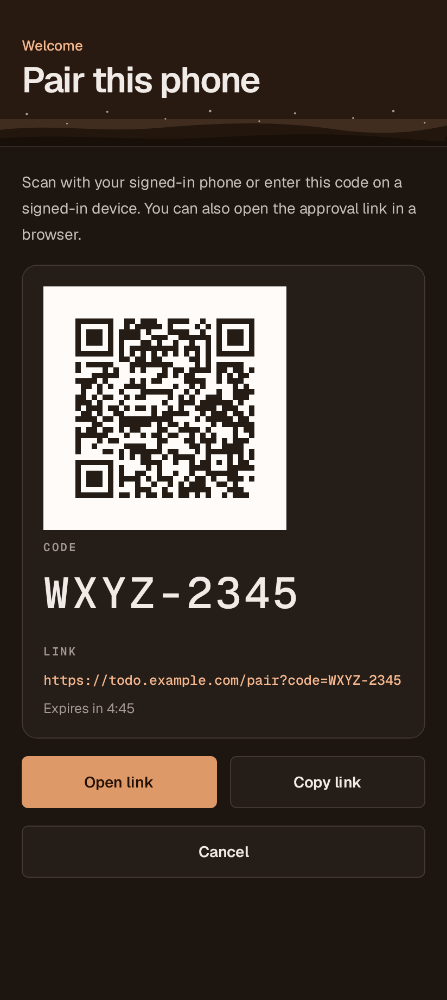 Welcome
Pair this phone
Scan with your signed-in phone or enter this code on a
signed-in device. You can also open the approval link in a
browser.
CODE
WXYZ-2345
LINK
https://todo.example.com/pair?code=WXYZ-2345
Expires in 4:45
Open link
Copy link
Cancel